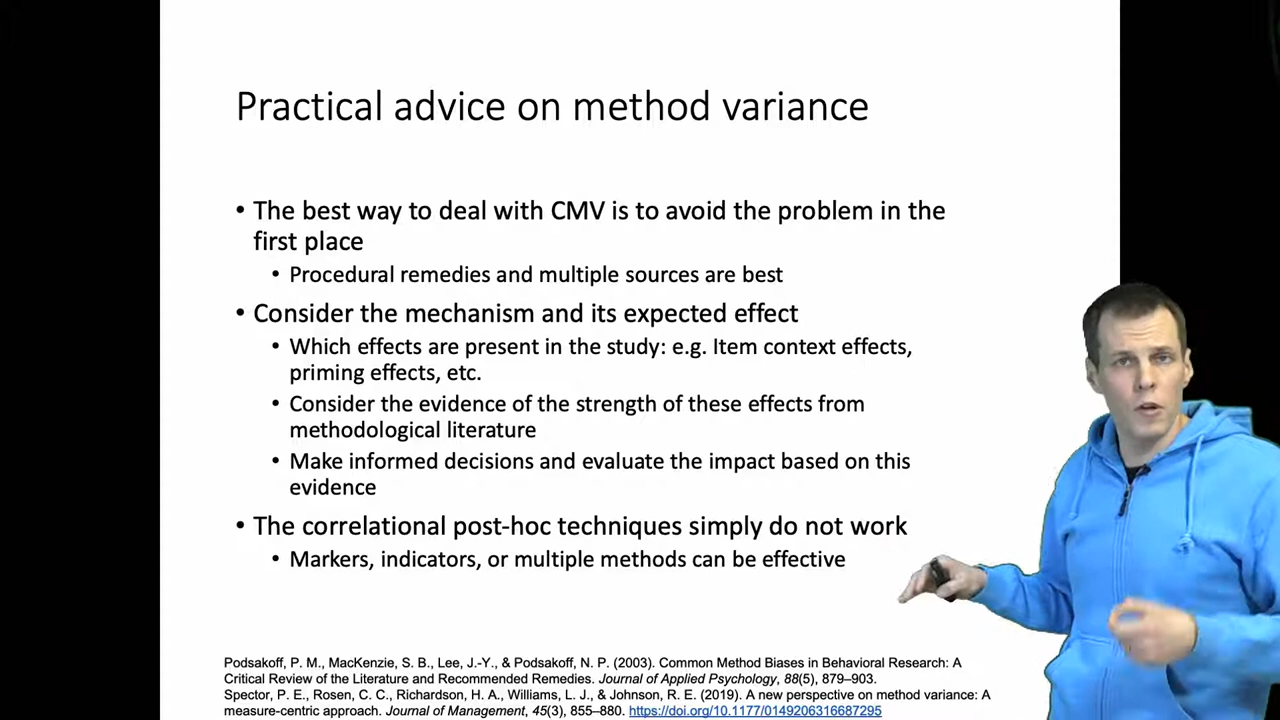 Practical advice on method variance
• The best way to deal with CMV is to avoid the problem in the
first place
• Procedural remedies and multiple sources are best
• Consider the mechanism and its expected effect
• Which effects are present in the study: e.g. Item context effects,
priming effects, etc.
• Consider the evidence of the strength of these effects from
methodological literature
• Make informed decisions and evaluate the impact based on this
evidence
• The correlational post-hoc techniques simply do not work
• Markers, indicators, or multiple methods can be effective
Podsakoff, P. M., MacKenzie, S. B., Lee, J.-Y., & Podsakoff, N. P. (2003). Common Method Biases in Behavioral Research: A
Critical Review of the Literature and Recommended Remedies. Journal of Applied Psychology, 88(5), 879–903.
Spector, P. E., Rosen, C. C., Richardson, H. A., Williams, L. J., & Johnson, R. E. (2019). A new perspective on method variance: A
measure-centric approach. Journal of Management, 45(3), 855–880. https://doi.org/10.1177/0149206316687295